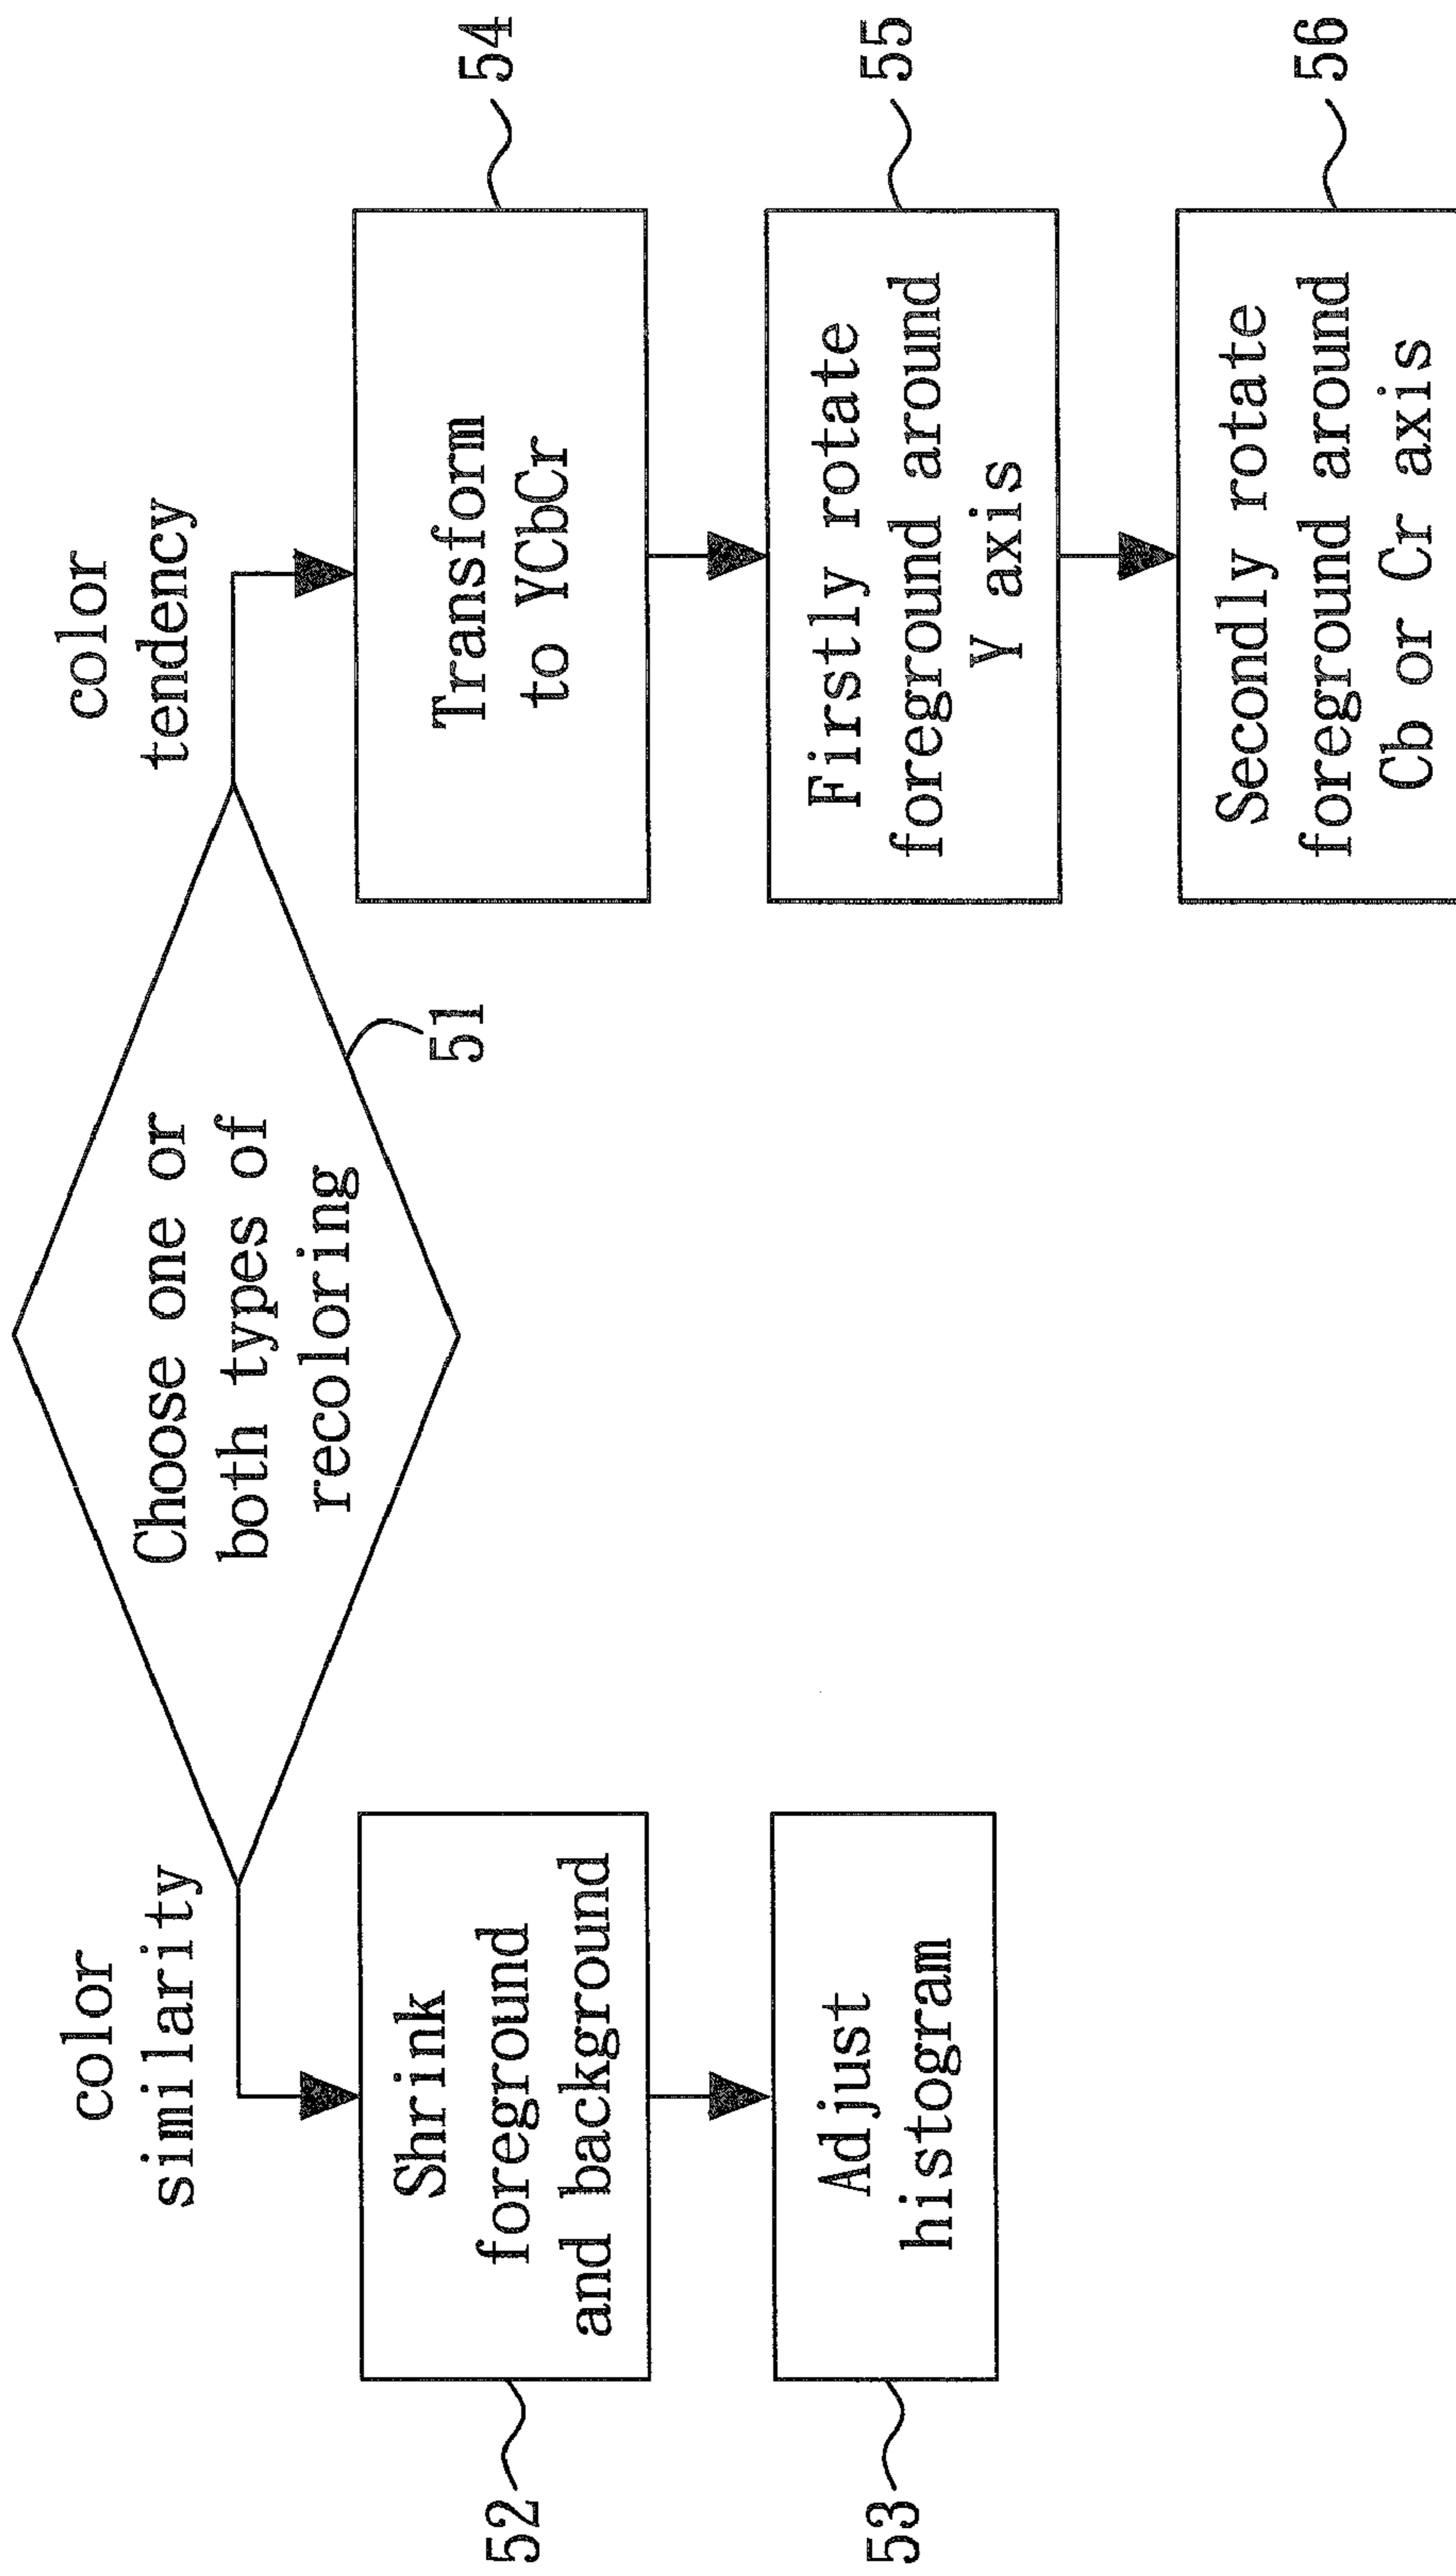 Choose one or
both types of
recoloring
51
color
similarity
Shrink
foreground
and background
52
Adjust
histogram
53
color
tendency
Transform
to YCbCr
54
Firstly rotate
foreground around
Y axis
55
Secondly rotate
foreground around
Cb or Cr axis
56